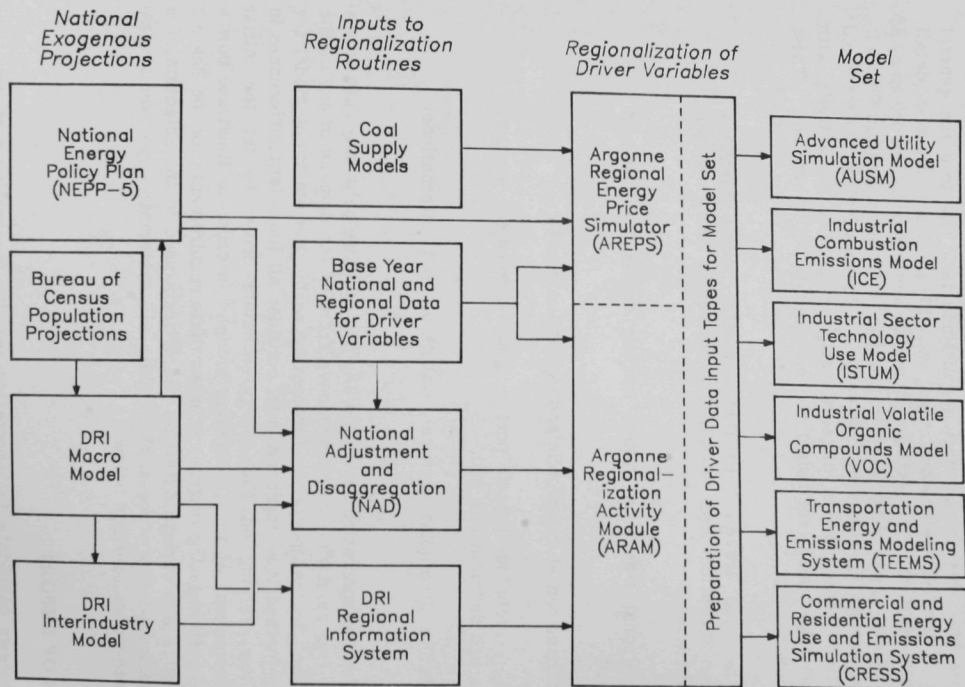 National
Exogenous
Projections
Inputs to
Regionalization
Routines
Regionalization of
Driver Variables
Model
Set
National
Energy
Policy Plan
(NEPP-5)
Bureau of
Census
Population
Projections
DRI
Macro
Model
DRI
Interindustry
Model
Coal
Supply
Models
Base Year
National and
Regional Data
for Driver
Variables
National
Adjustment
and
Disaggregation
(NAD)
DRI
Regional
Information
System
Argonne
Regional
Energy
Price
Simulator
(AREPS)
Argonne
Regional-
ization
Activity
Module
(ARAM)
Preparation of Driver Data Input Tapes for Model Set
Advanced Utility
Simulation Model
(AUSM)
Industrial
Combustion
Emissions Model
(ICE)
Industrial Sector
Technology
Use Model
(ISTUM)
Industrial Volatile
Organic
Compounds Model
(VOC)
Transportation
Energy and
Emissions Modeling
System (TEEMS)
Commercial and
Residential Energy
Use and Emissions
Simulation System
(CRESS)